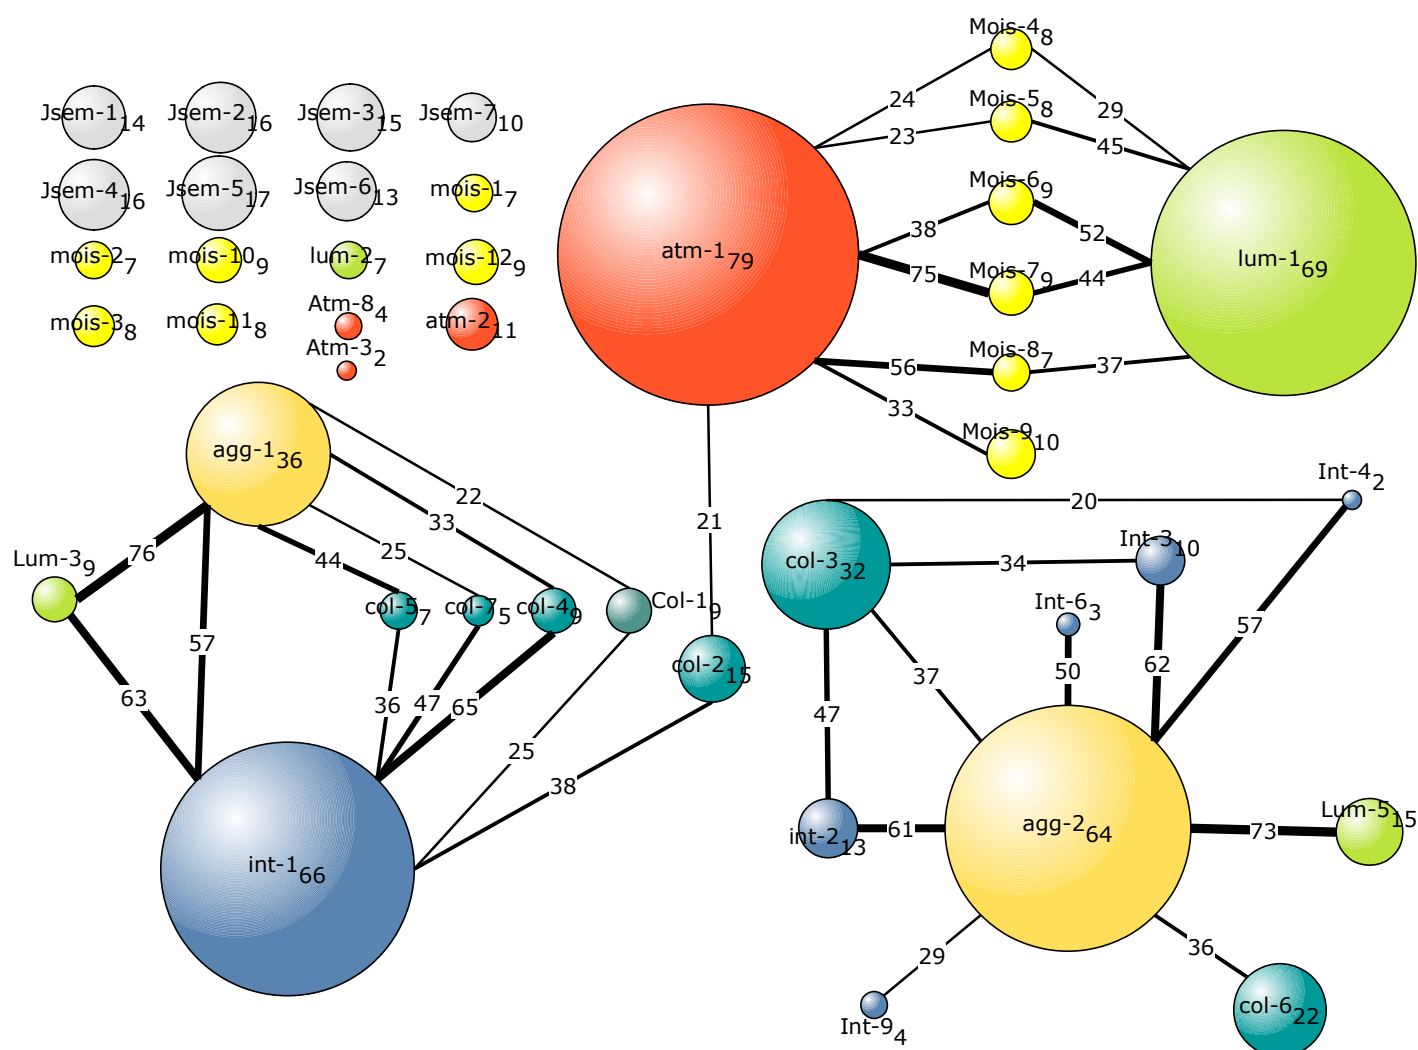 Mois-4 8
24
29
Mois-5 8
23
45
Jsem-1 14
Jsem-2 16
Jsem-3 15
Jsem-7 10
Jsem-4 16
Jsem-5 17
Jsem-6 13
mois-1 7
mois-2 7
mois-10 9
lum-2 7
mois-12 9
mois-3 8
mois-11 8
Atm-8 4
atm-2 11
Atm-3 2
atm-1 79
Mois-6 9
38
52
Mois-7 9
75
44
lum-1 69
Mois-8 7
56
37
33
Mois-9 10
agg-1 36
22
33
76
44
25
Lum-3 9
col-5 7
col-7 5
col-4 9
Col-1 9
57
63
36
47
65
25
38
21
col-2 15
int-1 66
Int-4 2
20
col-3 32
34
Int-3 10
Int-6 3
57
37
50
62
47
int-2 13
61
agg-2 64
73
Lum-5 15
29
36
Int-9 4
col-6 22